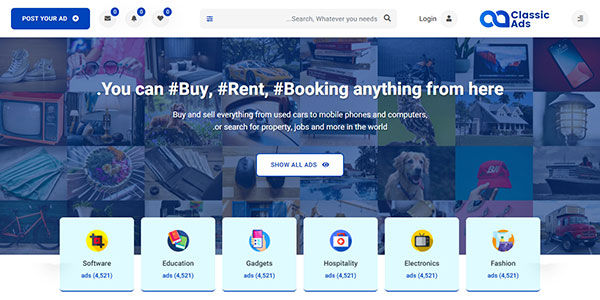 POST YOUR AD
0
0
0
...Search, Whatever you needs
Login
Classic
Ads
.You can #Buy, #Rent, #Booking anything from here
Buy and sell everything from used cars to mobile phones and computers,
.or search for property, jobs and more in the world
SHOW ALL ADS
Software
ads (4,521)
Education
ads (4,521)
Gadgets
ads (4,521)
Hospitality
ads (4,521)
Electronics
ads (4,521)
Fashion
ads (4,521)